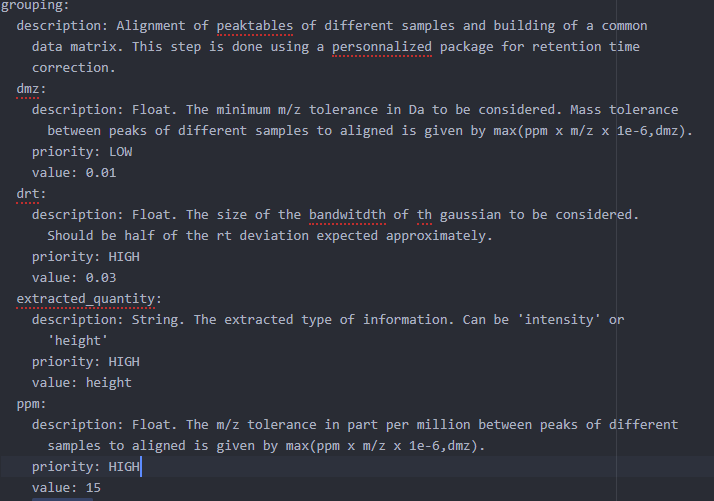 grouping:
description: Alignment of peaktables of different samples and building of a common
data matrix. This step is done using a personnalized package for retention time
correction.
dmz:
description: Float. The minimum m/z tolerance in Da to be considered. Mass tolerance
between peaks of different samples to aligned is given by max(ppm x m/z x 1e-6,dmz).
priority: LOW
value: 0.01
drt:
description: Float. The size of the bandwitdth of th gaussian to be considered.
Should be half of the rt deviation expected approximately.
priority: HIGH
value: 0.03
extracted_quantity:
description: String. The extracted type of information. Can be 'intensity' or
'height'
priority: HIGH
value: height
ppm:
description: Float. The m/z tolerance in part per million between peaks of different
samples to aligned is given by max(ppm x m/z x 1e-6,dmz).
priority: HIGH
value: 15